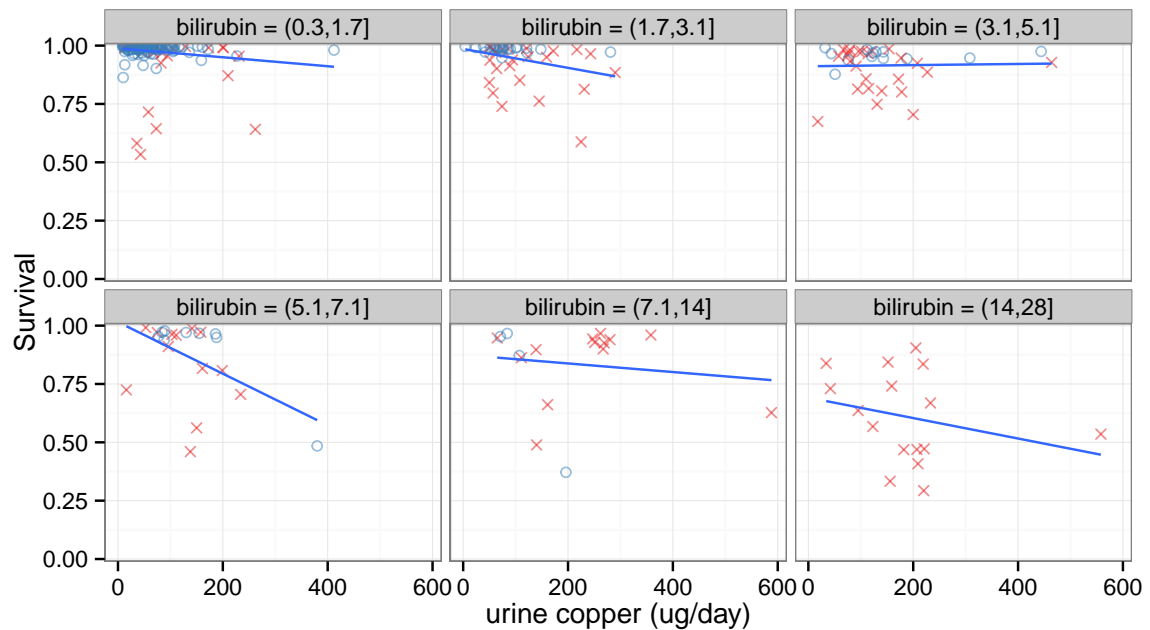 bilirubin = (0.3,1.7]
bilirubin = (1.7,3.1]
bilirubin = (3.1,5.1]
1.00
0.75
0.50
0.25
0.00
bilirubin = (5.1,7.1]
bilirubin = (7.1,14]
bilirubin = (14,28]
1.00
0.75
0.50
0.25
0.00
Survival
0 200 400 600 0 200 400 600 0 200 400 600
urine copper (ug/day)